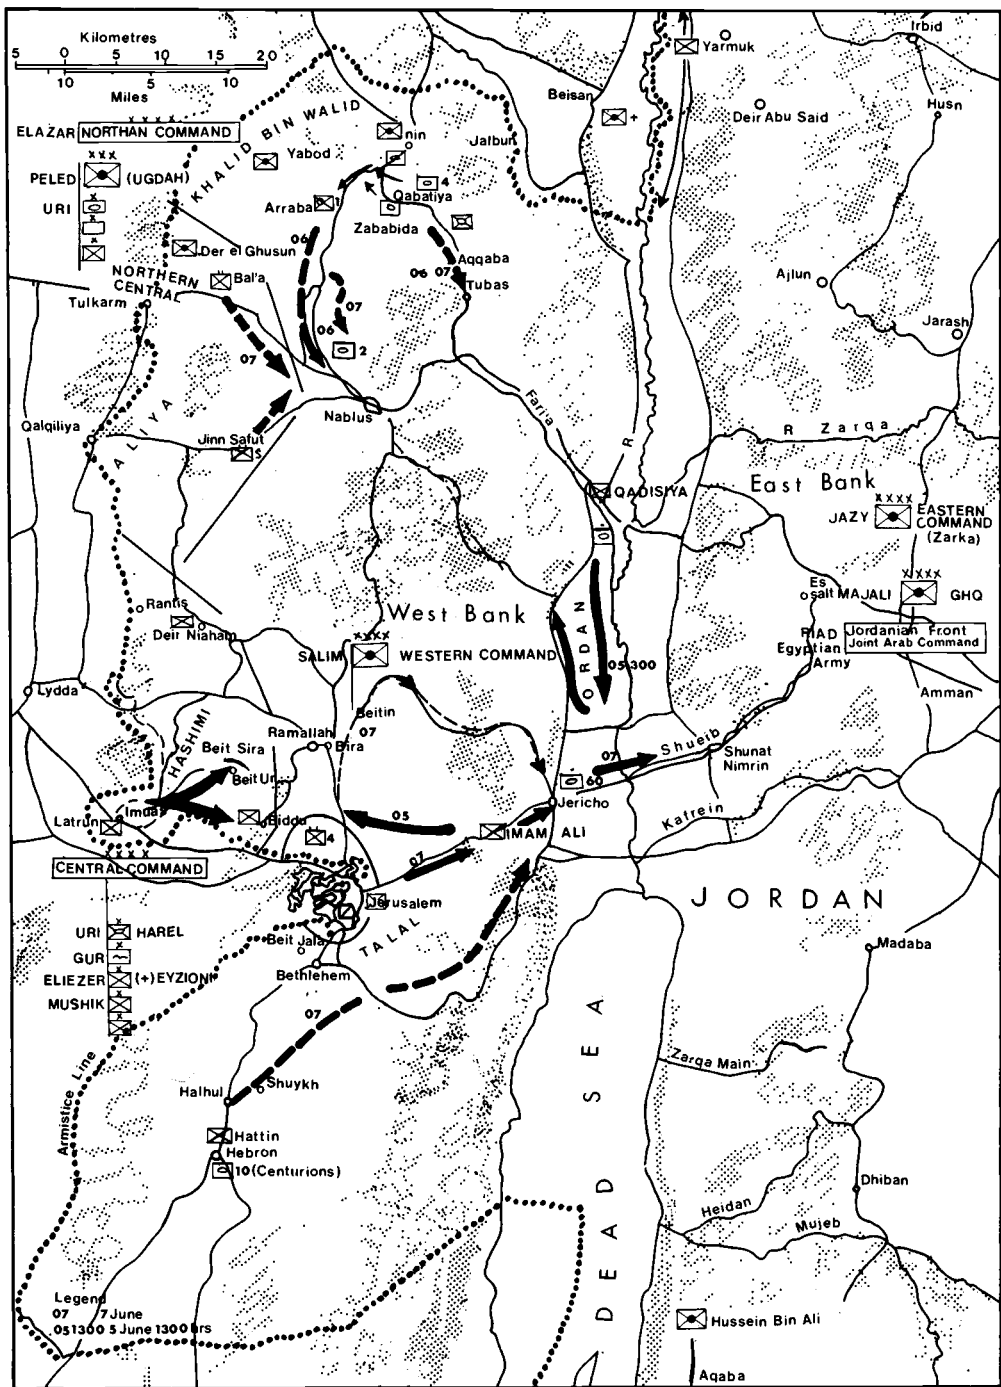 Kilometres
5 0 5 10 15 20
10 5 0 5 10
Miles
ELAZAR NORTHAN COMMAND
x x x x
XXX
PELED (UGDAH)
x
URI
x
x
KHALID BIN WALID
Yabod
nin
Jalbun
Beisan
+
Yarmuk
Irbid
Deir Abu Said
Husn
Arraba
1
4
Qabatiya
Zababida
Der el Ghusun
06
Aqqaba
06 07
Tubas
NORTHERN
CENTRAL
Bal'a
Tulkarm
07
06
2
07
Ajlun
Jarash
Nablus
Faria
R
R Zarqa
Qalqiliya
ALIYA
Jinn Safut
S
QADISIYA
East Bank
XXXX
JAZY EASTERN
COMMAND
(Zarka)
Es
salt MAJALI GHQ
XXXX
Rantis
Deir Niaham
West Bank
XXXX
SALIM WESTERN COMMAND
JORDAN
05 300
RIAD
Egyptian
Army
Jordanian Front
Joint Arab Command
Amman
Lydda
Beitin
07
Ramallah
Bira
HASHIMI
Beit Sira
Beit Ur
Shueib
07
60
Shunat
Nimrin
Jericho
Kafrein
Imuas
Latrun
Biddu
4
05
IMAM ALI
07
x x x x
CENTRAL COMMAND
Jerusalem
JORDAN
TALAL
x
URI HAREL
x
GUR
x
ELIEZER (+) EYZIONI
x
MUSHIK
x
Beit Jala
Bethlehem
Madaba
07
Armistice Line
Shuykh
Halhul
Zarqa Main
Hattin
Hebron
10 (Centurions)
DEAD SEA
DEAD
Dhiban
Heidan
Mujeb
Legend
07 7 June
051300 5 June 1300 hrs
Hussein Bin Ali
Aqaba